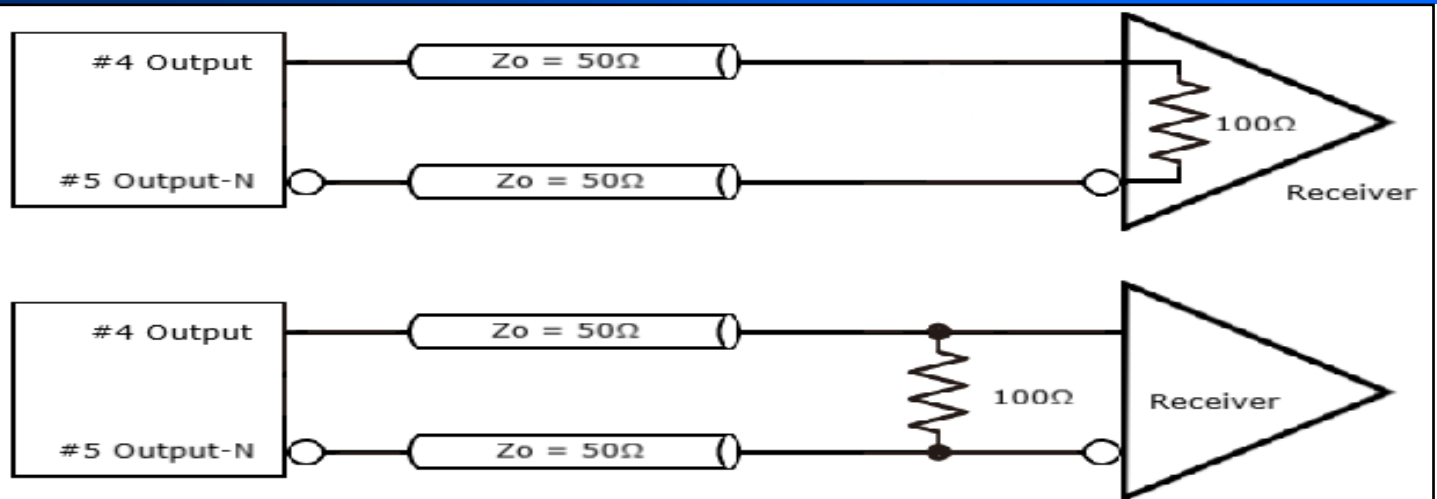 #4 Output
Zo = 50Ω
100Ω
#5 Output-N
Zo = 50Ω
Receiver
#4 Output
Zo = 50Ω
100Ω
Receiver
#5 Output-N
Zo = 50Ω